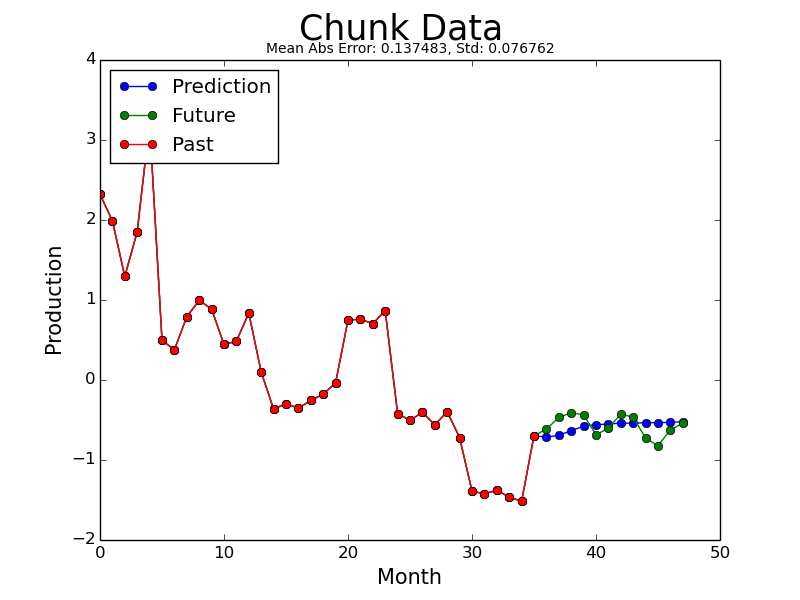 Chunk Data
Mean Abs Error: 0.137483, Std: 0.076762
Prediction
Future
Past
Production
4
3
2
1
0
−1
−2
0 10 20 30 40 50
Month